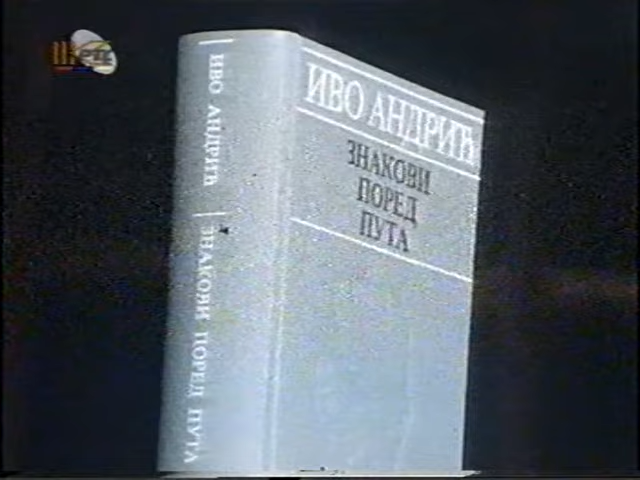 ИВО АНДРИЋ
ЗНАКОВИ
ПОРЕД
ПУТА
ИВО АНДРИЋ | ЗНАКОВИ ПОРЕД ПУТА